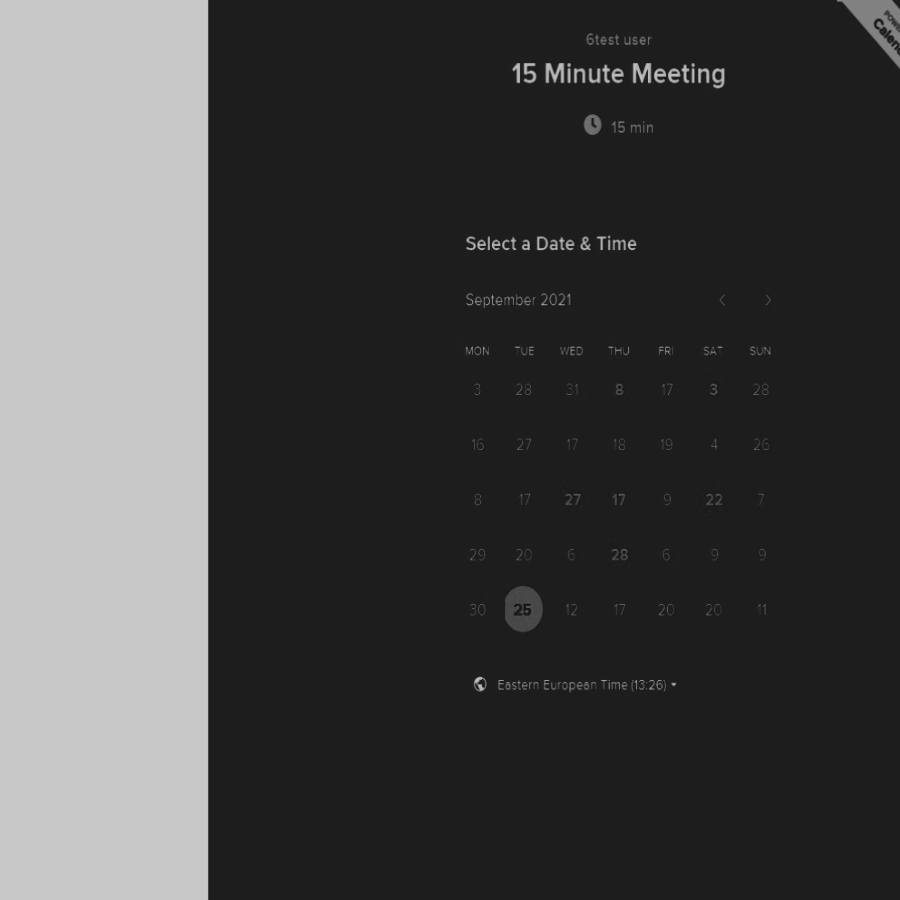 POWE
Calen
6test user
15 Minute Meeting
15 min
Select a Date & Time
September 2021
MON TUE WED THU FRI SAT SUN
3 28 31 8 17 3 28
16 27 17 18 19 4 26
8 17 27 17 9 22 7
29 20 6 28 6 9 9
30 25 12 17 20 20 11
Eastern European Time (13:26)